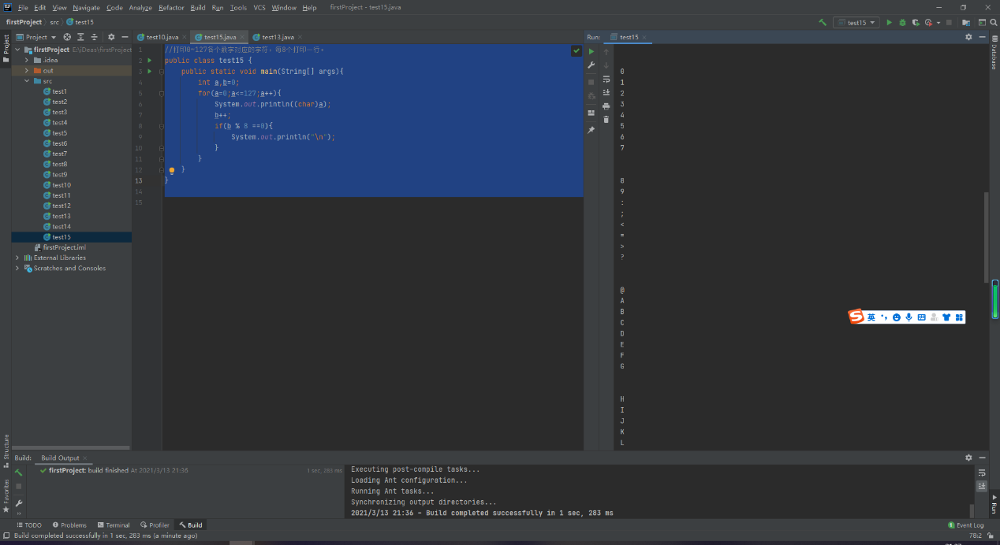 File Edit View Navigate Code Analyze Refactor Build Run Tools VCS Window Help firstProject - test15.java
firstProject src test15 test15
Project test10.java test15.java test13.java Run: test15
Project
firstProject E:\jDeas\firstProject
.idea
out
src
test1
test2
test3
test4
test5
test6
test7
test8
test9
test10
test11
test12
test13
test14
test15
firstProject.iml
External Libraries
Scratches and Consoles
1 //打印0-127各个数字对应的字符，每8个打印一行。
2 public class test15 {
3 public static void main(String[] args){
4 int a,b=0;
5 for(a=0;a<=127;a++){
6 System.out.println((char)a);
7 b++;
8 if(b % 8 ==0){
9 System.out.println("\n");
10 }
11 }
12 }
13 }
14
15
0
1
2
3
4
5
6
7
8
9
:
;
<
=
>
?
@
A
B
C
D
E
F
G
H
I
J
K
L
Database
英
Structure
Favorites
Build: Build Output
firstProject: build finished At 2021/3/13 21:36 1 sec, 283 ms
Executing post-compile tasks...
Loading Ant configuration...
Running Ant tasks...
Synchronizing output directories...
2021/3/13 21:36 - Build completed successfully in 1 sec, 283 ms
Run
TODO Problems Terminal Profiler Build 1 Event Log
Build completed successfully in 1 sec, 283 ms (a minute ago) 78:2